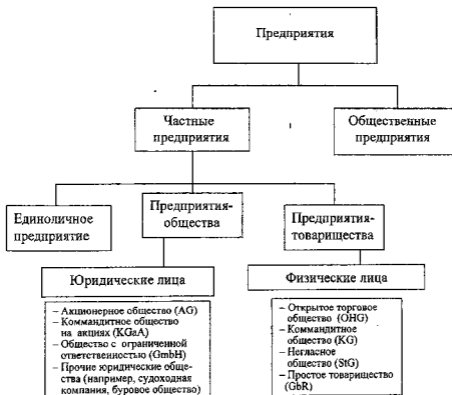 Предприятия
Частные
предприятия
Общественные
предприятия
Единоличное
предприятие
Предприятия-
общества
Предприятия-
товарищества
Юридические лица
– Акционерное общество (AG)
– Коммандитное общество
на акциях (KGaA)
– Общество с ограниченной
ответственностью (GmbH)
– Прочие юридические обще-
ства (например, судоходная
компания, буровое общество)
Физические лица
– Открытое торговое
общество (OHG)
– Коммандитное
общество (KG)
– Негласное
общество (StG)
– Простое товарищество
(GbR)